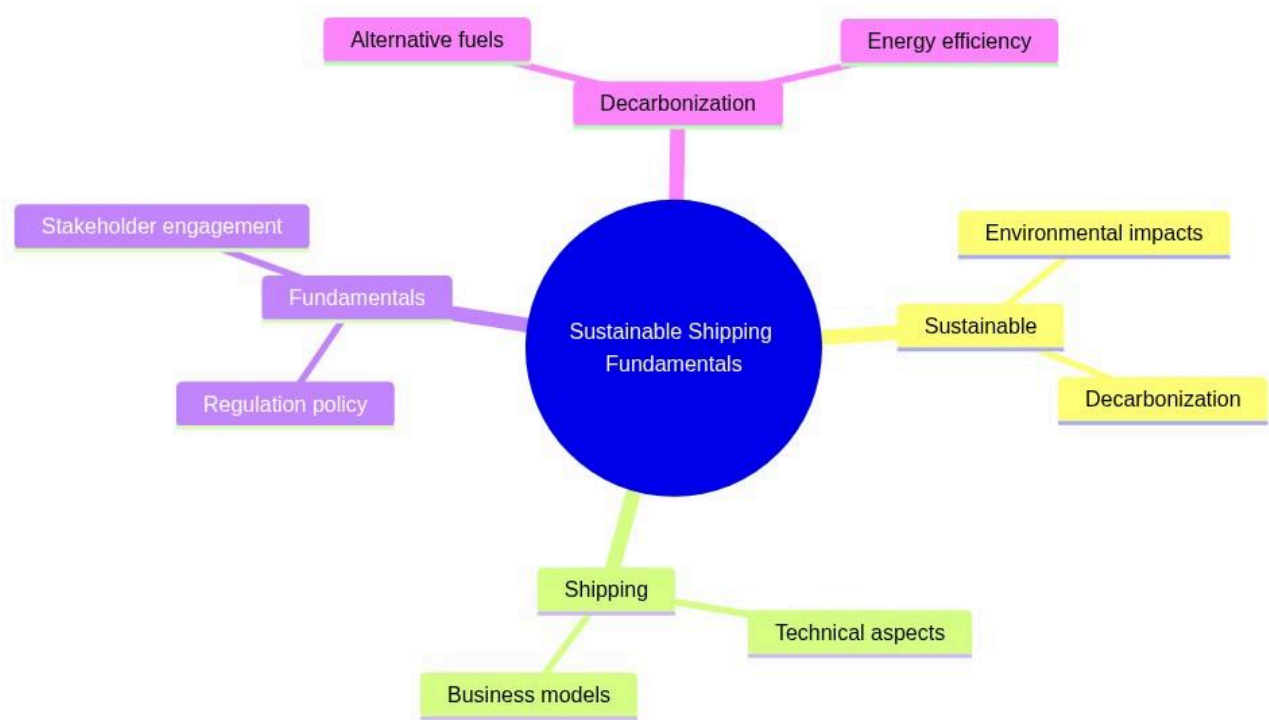 Alternative fuels
Energy efficiency
Decarbonization
Stakeholder engagement
Environmental impacts
Fundamentals
Sustainable
Sustainable Shipping
Fundamentals
Regulation policy
Decarbonization
Shipping
Technical aspects
Business models